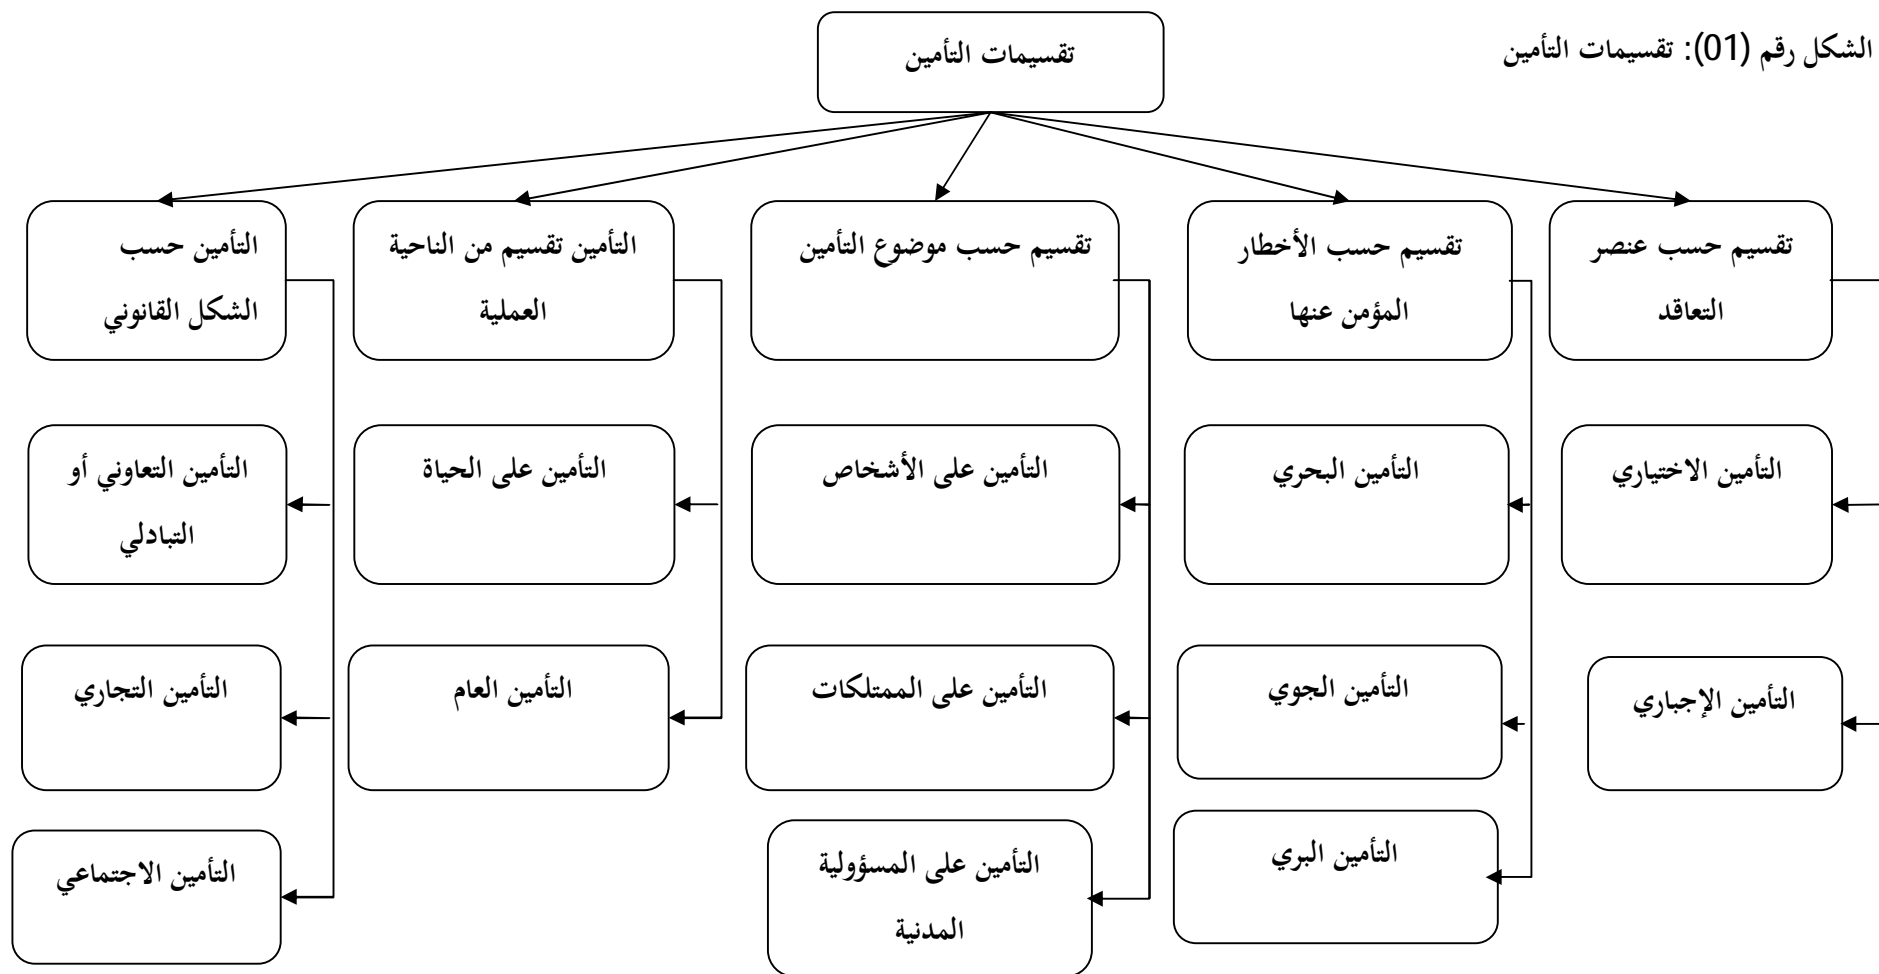 الشكل رقم (01): تقسيمات التأمين
تقسيمات التأمين
تقسيم حسب عنصر
التعاقد
تقسيم حسب الأخطار
المؤمن عنها
تقسيم حسب موضوع التأمين
التأمين تقسيم من الناحية
العملية
التأمين حسب
الشكل القانوني
التأمين الاختياري
التأمين البحري
التأمين على الأشخاص
التأمين على الحياة
التأمين التعاوني أو
التبادلي
التأمين الإجباري
التأمين الجوي
التأمين على الممتلكات
التأمين العام
التأمين التجاري
التأمين البري
التأمين على المسؤولية
المدنية
التأمين الاجتماعي